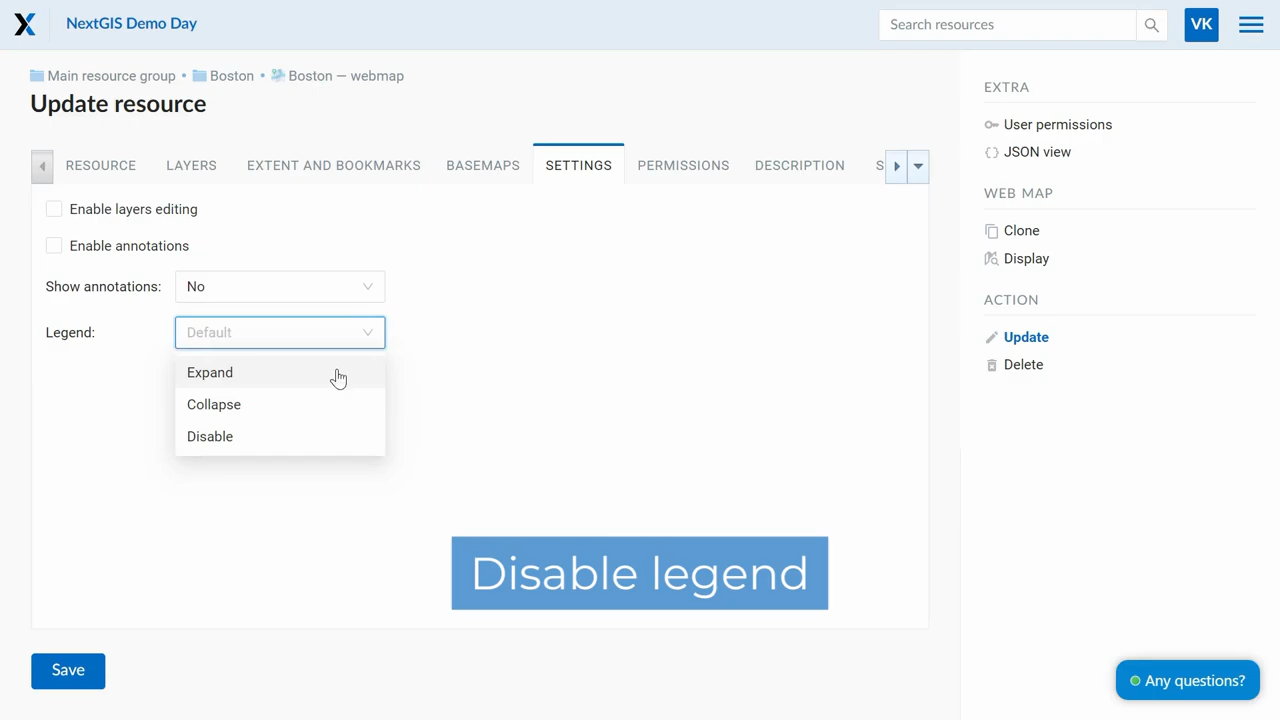 NextGIS Demo Day
Search resources
VK
Main resource group • Boston • Boston — webmap
Update resource
RESOURCE LAYERS EXTENT AND BOOKMARKS BASEMAPS SETTINGS PERMISSIONS DESCRIPTION S
Enable layers editing
Enable annotations
Show annotations: No
Legend: Default
Expand
Collapse
Disable
Disable legend
Save
EXTRA
User permissions
JSON view
WEB MAP
Clone
Display
ACTION
Update
Delete
Any questions?